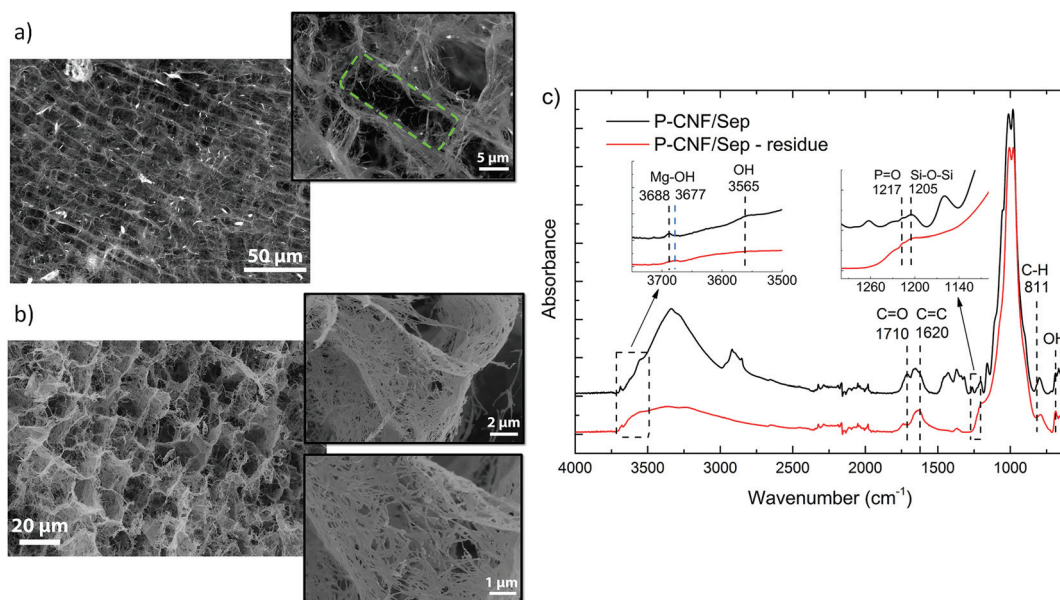 a)
5 µm
50 µm
b)
2 µm
20 µm
1 µm
c)
P-CNF/Sep
P-CNF/Sep - residue
Mg-OH
3688 3677
OH
3565
3700 3600 3500
P=O Si-O-Si
1217 1205
1260 1200 1140
C-H
811
C=O C=C
1710 1620
OH
Absorbance
4000 3500 3000 2500 2000 1500 1000
Wavenumber (cm⁻¹)